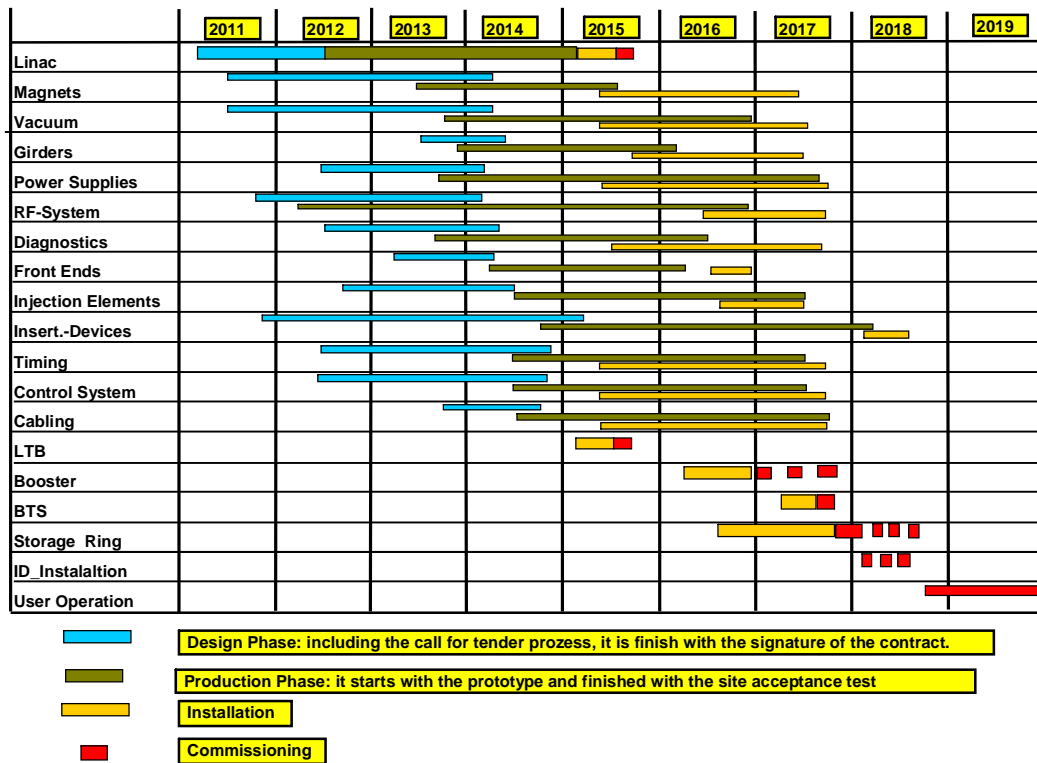 2011 2012 2013 2014 2015 2016 2017 2018 2019
Linac
Magnets
Vacuum
Girders
Power Supplies
RF-System
Diagnostics
Front Ends
Injection Elements
Insert.-Devices
Timing
Control System
Cabling
LTB
Booster
BTS
Storage Ring
ID_Instalaltion
User Operation
Design Phase: including the call for tender prozess, it is finish with the signature of the contract.
Production Phase: it starts with the prototype and finished with the site acceptance test
Installation
Commissioning